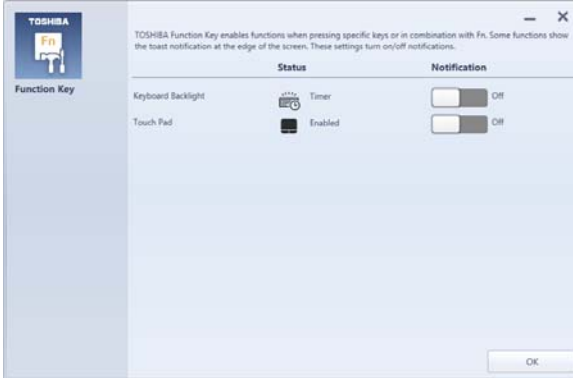 TOSHIBA
Fn
Function Key
TOSHIBA Function Key enables functions when pressing specific keys or in combination with Fn. Some functions show
the toast notification at the edge of the screen. These settings turn on/off notifications.
Status Notification
Keyboard Backlight Timer Off
Touch Pad Enabled Off
OK